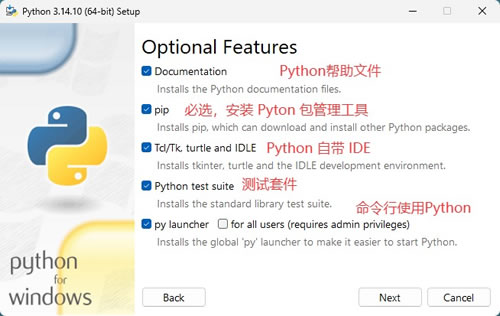 Python 3.14.10 (64-bit) Setup
Optional Features
Documentation Python帮助文件
Installs the Python documentation files.
pip 必选，安装 Pyton 包管理工具
Installs pip, which can download and install other Python packages.
Tcl/Tk, turtle and IDLE Python 自带 IDE
Installs tkinter, turtle and the IDLE development environment.
Python test suite 测试套件
Installs the standard library test suite.
命令行使用Python
py launcher for all users (requires admin privileges)
Installs the global 'py' launcher to make it easier to start Python.
python
for
windows
Back Next Cancel